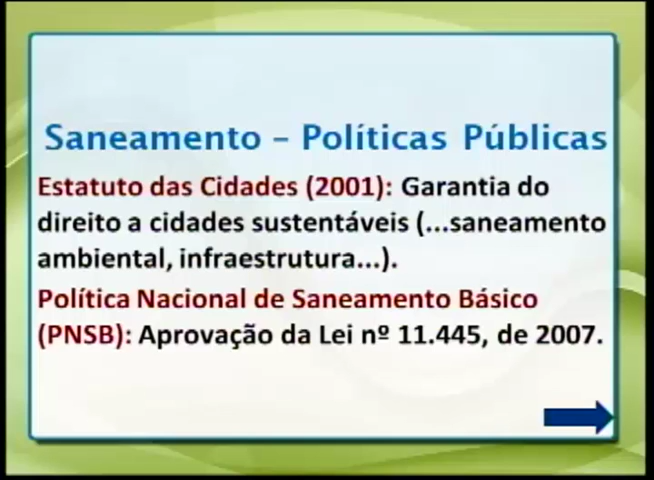 Saneamento – Políticas Públicas
Estatuto das Cidades (2001): Garantia do
direito a cidades sustentáveis (...saneamento
ambiental, infraestrutura...).
Política Nacional de Saneamento Básico
(PNSB): Aprovação da Lei nº 11.445, de 2007.